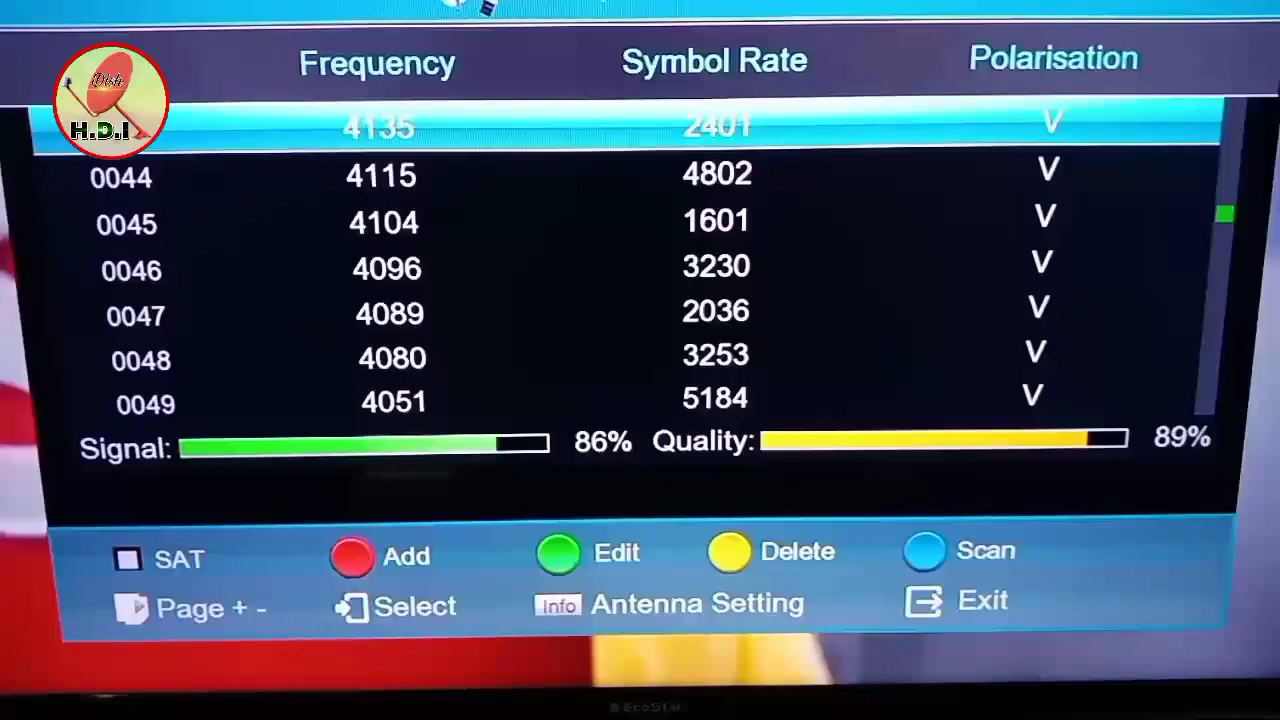 Frequency Symbol Rate Polarisation
Dish
H.D.I
4135 2401 V
0044 4115 4802 V
0045 4104 1601 V
0046 4096 3230 V
0047 4089 2036 V
0048 4080 3253 V
0049 4051 5184 V
Signal: 86% Quality: 89%
SAT Add Edit Delete Scan
Page + - Select Info Antenna Setting Exit
EcoStar